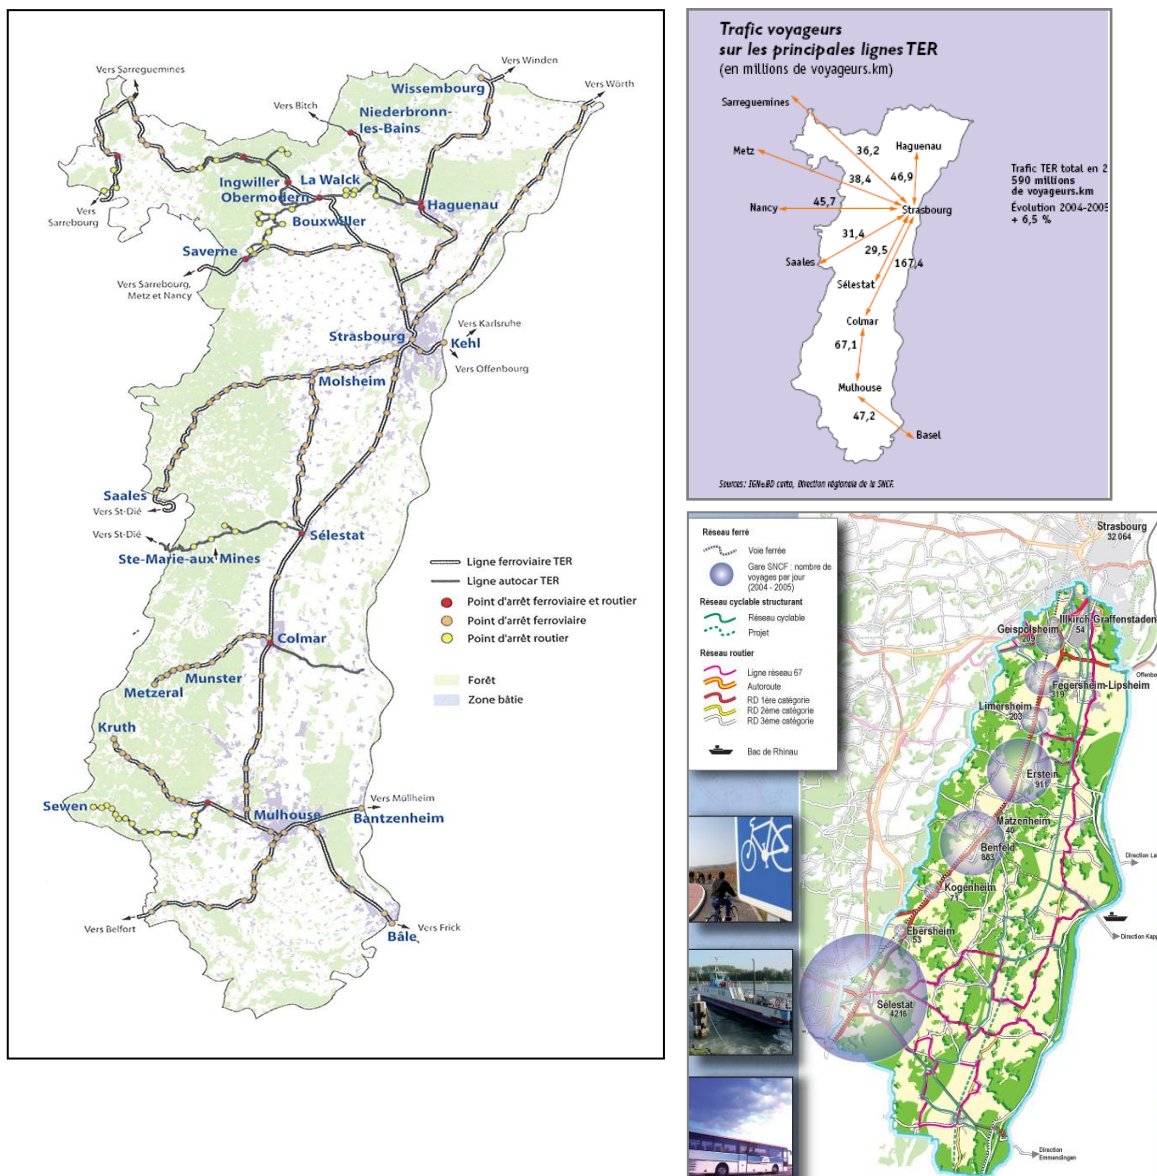 Vers Sarreguemines
Vers Winden
Wissembourg
Vers Wörth
Vers Bitch
Niederbronn-
les-Bains
Ingwiller
La Walck
Obermodern
Haguenau
Vers
Sarrebourg
Bouxwiller
Saverne
Vers Sarrebourg,
Metz et Nancy
Strasbourg
Vers Karlsruhe
Kehl
Vers Offenbourg
Molsheim
Saales
Vers St-Dié
Vers St-Dié
Sélestat
Ste-Marie-aux Mines
Ligne ferroviaire TER
Ligne autocar TER
Point d'arrêt ferroviaire et routier
Point d'arrêt ferroviaire
Point d'arrêt routier
Forêt
Zone bâtie
Colmar
Munster
Metzeral
Kruth
Sewen
Mulhouse
Vers Müllheim
Bantzenheim
Vers Belfort
Bâle
Vers Frick
Trafic voyageurs
sur les principales lignes TER
(en millions de voyageurs.km)
Sarreguemines
Metz
36,2
Haguenau
38,4
46,9
Nancy
45,7
Strasbourg
31,4
29,5
Saales
167,4
Sélestat
Colmar
67,1
Mulhouse
47,2
Basel
Trafic TER total en 2
590 millions
de voyageurs.km
Évolution 2004-2005
+ 6,5 %
Sources: IGN©BD carto, Direction régionale de la SNCF.
Réseau ferré
Voie ferrée
Gare SNCF : nombre de
voyages par jour
(2004 - 2005)
Réseau cyclable structurant
Réseau cyclable
Projet
Réseau routier
Ligne réseau 67
Autoroute
RD 1ère catégorie
RD 2ème catégorie
RD 3ème catégorie
Bac de Rhinau
Strasbourg
32 064
Illkirch Graffenstaden
54
Geispolsheim
209
Fegersheim-Lipsheim
319
Limersheim
203
Erstein
911
Matzenheim
40
Benfeld
883
Kogenheim
71
Ebersheim
53
Sélestat
4216
Direction
Direction Kapp
Direction
Emmendingen